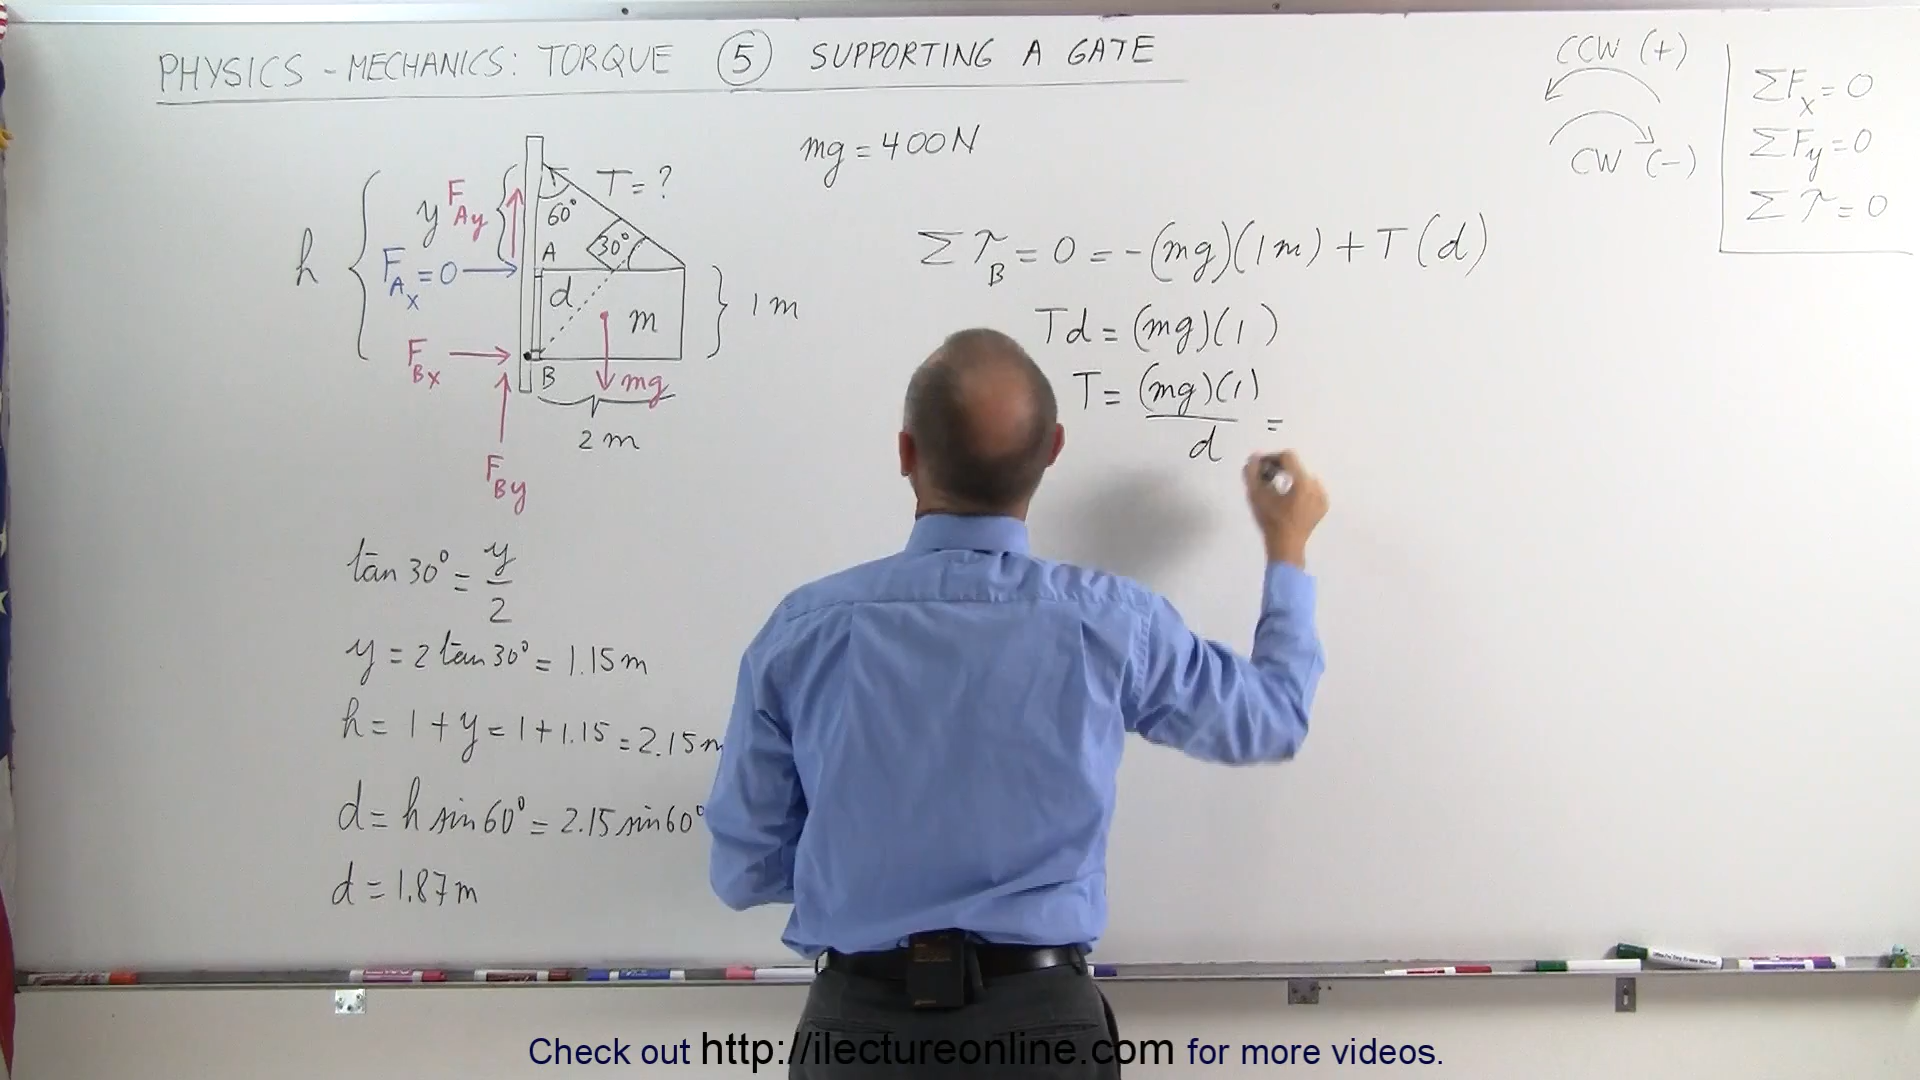 PHYSICS - MECHANICS: TORQUE ⑤ SUPPORTING A GATE
CCW (+)
CW (-)
ΣFx = 0
ΣFy = 0
Στ = 0
mg = 400N
h
y
FAy
T = ?
60°
30°
A
FAx = 0
d
m
1 m
FBx
B
mg
2 m
FBy
ΣτB = 0 = -(mg)(1m) + T(d)
Td = (mg)(1)
T = (mg)(1)/d =
tan 30° = y/2
y = 2 tan 30° = 1.15 m
h = 1 + y = 1 + 1.15 = 2.15 m
d = h sin 60° = 2.15 sin 60°
d = 1.87 m
Check out http://ilectureonline.com for more videos.